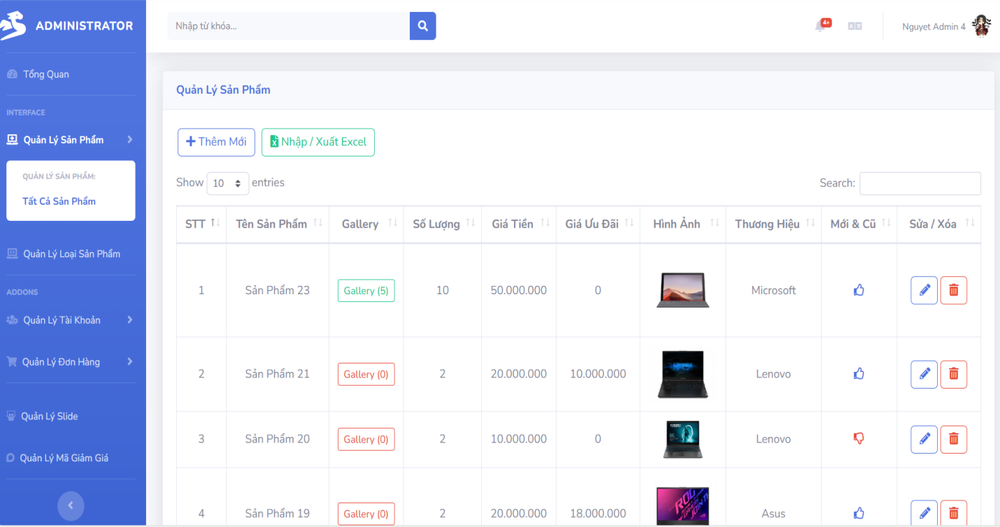 ADMINISTRATOR
Nhập từ khóa...
4+
Nguyet Admin 4
Tổng Quan
INTERFACE
Quản Lý Sản Phẩm
QUẢN LÝ SẢN PHẨM:
Tất Cả Sản Phẩm
Quản Lý Loại Sản Phẩm
ADDONS
Quản Lý Tài Khoản
Quản Lý Đơn Hàng
Quản Lý Slide
Quản Lý Mã Giảm Giá
Quản Lý Sản Phẩm
Thêm Mới Nhập / Xuất Excel
Show 10 entries Search:
STT Tên Sản Phẩm Gallery Số Lượng Giá Tiền Giá Ưu Đãi Hình Ảnh Thương Hiệu Mới & Cũ Sửa / Xóa
1 Sản Phẩm 23 Gallery (5) 10 50.000.000 0 Microsoft
2 Sản Phẩm 21 Gallery (0) 2 20.000.000 10.000.000 Lenovo
3 Sản Phẩm 20 Gallery (0) 2 10.000.000 0 Lenovo
4 Sản Phẩm 19 Gallery (0) 2 20.000.000 18.000.000 Asus